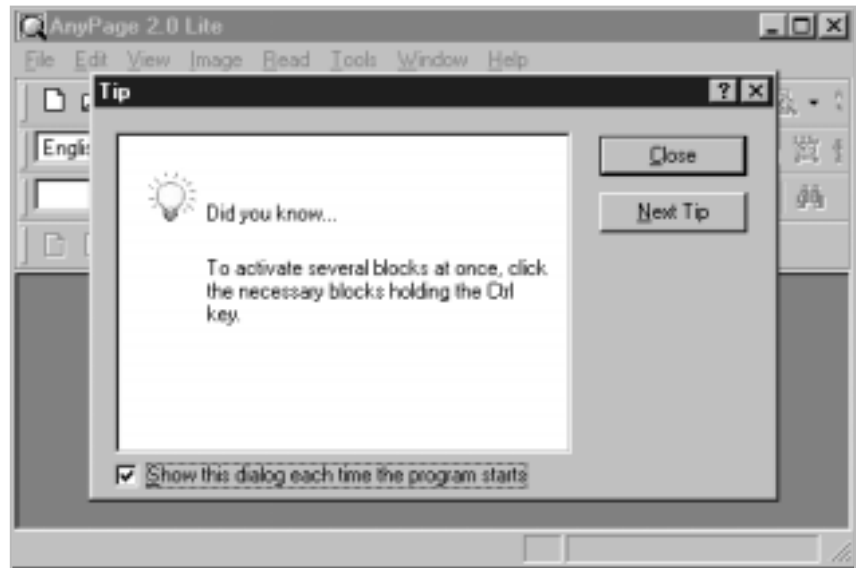 AnyPage 2.0 Lite
File Edit View Image Read Tools Window Help
Tip
Did you know...
To activate several blocks at once, click
the necessary blocks holding the Ctrl
key.
Close
Next Tip
Show this dialog each time the program starts